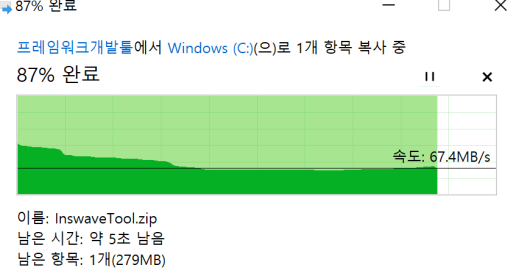 87% 완료
프레임워크개발툴에서 Windows (C:)(으)로 1개 항목 복사 중
87% 완료
속도: 67.4MB/s
이름: InswaveTool.zip
남은 시간: 약 5초 남음
남은 항목: 1개(279MB)